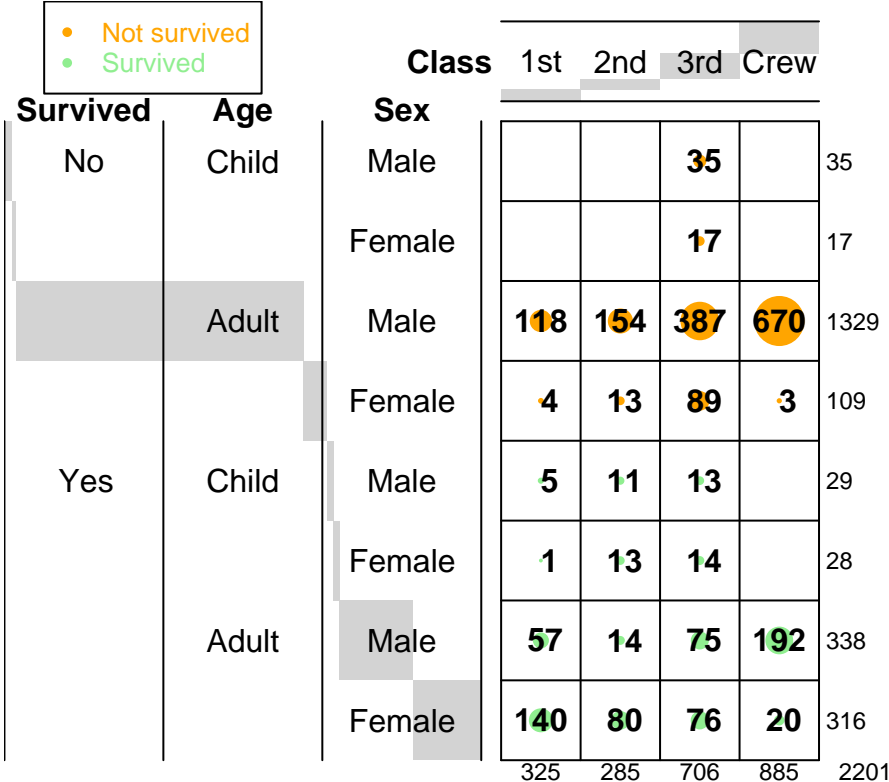 Not survived
Survived
Class 1st 2nd 3rd Crew
Survived Age Sex
No Child Male 35 35
Female 17 17
Adult Male 118 154 387 670 1329
Female 4 13 89 3 109
Yes Child Male 5 11 13 29
Female 1 13 14 28
Adult Male 57 14 75 192 338
Female 140 80 76 20 316
325 285 706 885 2201